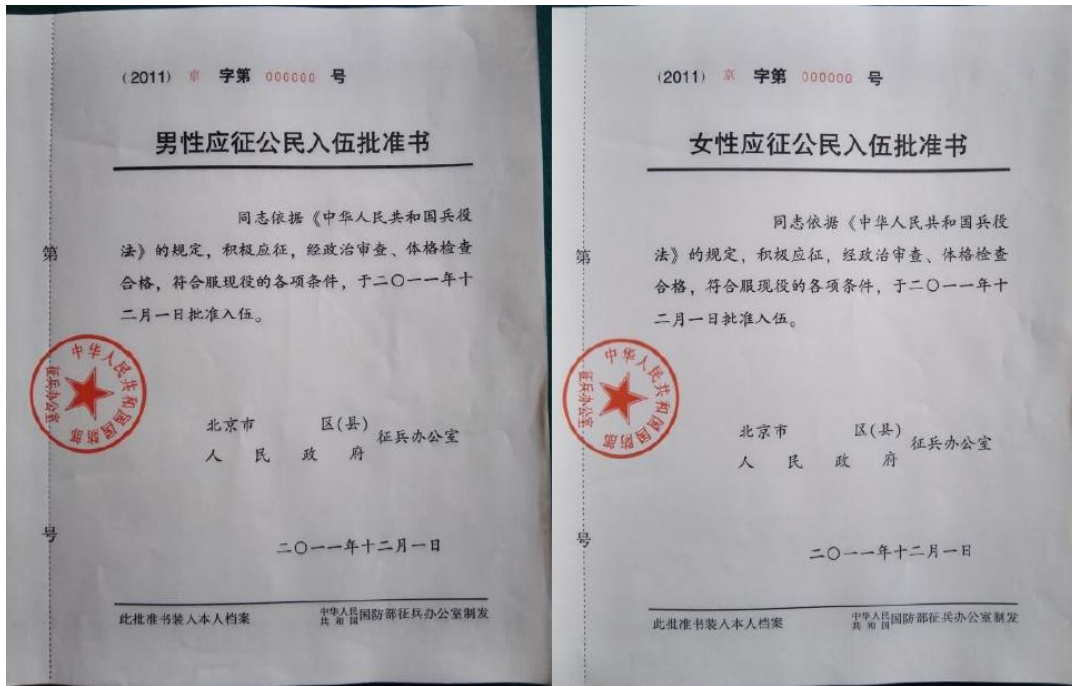 (2011) 京 字第 000000 号
男性应征公民入伍批准书
同志依据《中华人民共和国兵役
法》的规定，积极应征，经政治审查、体格检查
合格，符合服现役的各项条件，于二〇一一年十
二月一日批准入伍。
第
中华人民共和国国防部
征兵办公室
北京市 区(县)
人民政府
征兵办公室
号
二〇一一年十二月一日
此批准书装入本人档案
中华人民
共和国
国防部征兵办公室制发
(2011) 京 字第 000000 号
女性应征公民入伍批准书
同志依据《中华人民共和国兵役
法》的规定，积极应征，经政治审查、体格检查
合格，符合服现役的各项条件，于二〇一一年十
二月一日批准入伍。
第
中华人民共和国国防部
征兵办公室
北京市 区(县)
人民政府
征兵办公室
号
二〇一一年十二月一日
此批准书装入本人档案
中华人民
共和国
国防部征兵办公室制发